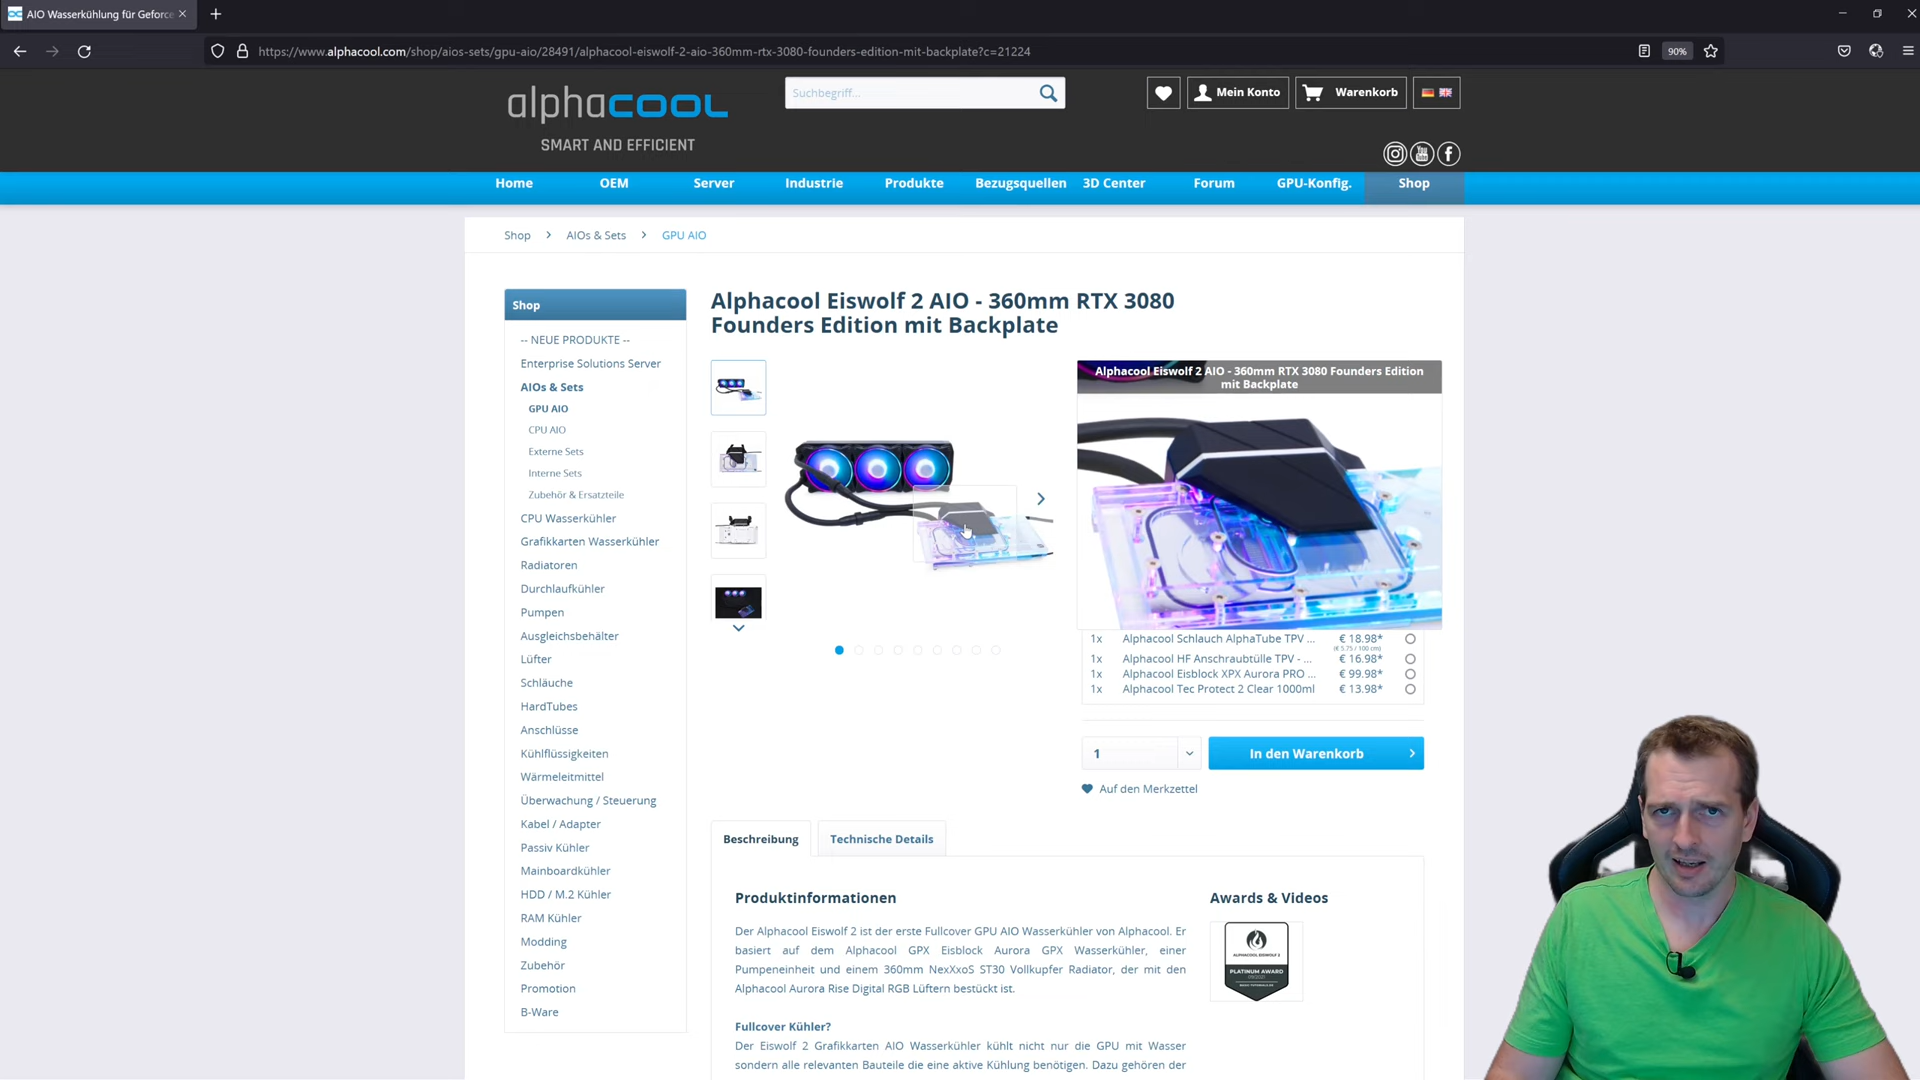 AIO Wasserkühlung für Geforce
https://www.alphacool.com/shop/aios-sets/gpu-aio/28491/alphacool-eiswolf-2-aio-360mm-rtx-3080-founders-edition-mit-backplate?c=21224
90%
alphacool
SMART AND EFFICIENT
Suchbegriff...
Mein Konto
Warenkorb
Home OEM Server Industrie Produkte Bezugsquellen 3D Center Forum GPU-Konfig. Shop
Shop > AIOs & Sets > GPU AIO
Shop
-- NEUE PRODUKTE --
Enterprise Solutions Server
AIOs & Sets
GPU AIO
CPU AIO
Externe Sets
Interne Sets
Zubehör & Ersatzteile
CPU Wasserkühler
Grafikkarten Wasserkühler
Radiatoren
Durchlaufkühler
Pumpen
Ausgleichsbehälter
Lüfter
Schläuche
HardTubes
Anschlüsse
Kühlflüssigkeiten
Wärmeleitmittel
Überwachung / Steuerung
Kabel / Adapter
Passiv Kühler
Mainboardkühler
HDD / M.2 Kühler
RAM Kühler
Modding
Zubehör
Promotion
B-Ware
Alphacool Eiswolf 2 AIO - 360mm RTX 3080
Founders Edition mit Backplate
Alphacool Eiswolf 2 AIO - 360mm RTX 3080 Founders Edition
mit Backplate
1x Alphacool Schlauch AlphaTube TPV ... € 18.98*
(€ 5.75 / 100 cm)
1x Alphacool HF Anschraubtülle TPV - ... € 16.98*
1x Alphacool Eisblock XPX Aurora PRO ... € 99.98*
1x Alphacool Tec Protect 2 Clear 1000ml € 13.98*
1
In den Warenkorb
Auf den Merkzettel
Beschreibung
Technische Details
Produktinformationen
Der Alphacool Eiswolf 2 ist der erste Fullcover GPU AIO Wasserkühler von Alphacool. Er
basiert auf dem Alphacool GPX Eisblock Aurora GPX Wasserkühler, einer
Pumpeneinheit und einem 360mm NexXxoS ST30 Vollkupfer Radiator, der mit den
Alphacool Aurora Rise Digital RGB Lüftern bestückt ist.
Fullcover Kühler?
Der Eiswolf 2 Grafikkarten AIO Wasserkühler kühlt nicht nur die GPU mit Wasser
sondern alle relevanten Bauteile die eine aktive Kühlung benötigen. Dazu gehören der
Awards & Videos
ALPHACOOL EISWOLF 2
PLATINUM AWARD